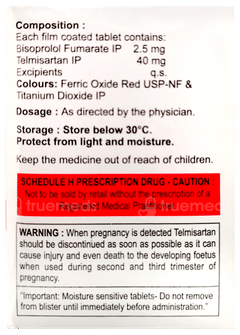 Composition :
Each film coated tablet contains:
Bisoprolol Fumarate IP 2.5 mg
Telmisartan IP 40 mg
Excipients q.s.
Colours: Ferric Oxide Red USP-NF &
Titanium Dioxide IP
Dosage : As directed by the physician.
Storage : Store below 30°C.
Protect from light and moisture.
Keep the medicine out of reach of children.
SCHEDULE H PRESCRIPTION DRUG - CAUTION
Not to be sold by retail without the prescription of a
Registered Medical Practitioner
WARNING : When pregnancy is detected Telmisartan
should be discontinued as soon as possible as it can
cause injury and even death to the developing foetus
when used during second and third trimester of
pregnancy.
"Important: Moisture sensitive tablets- Do not remove
from blister until immediately before administration."